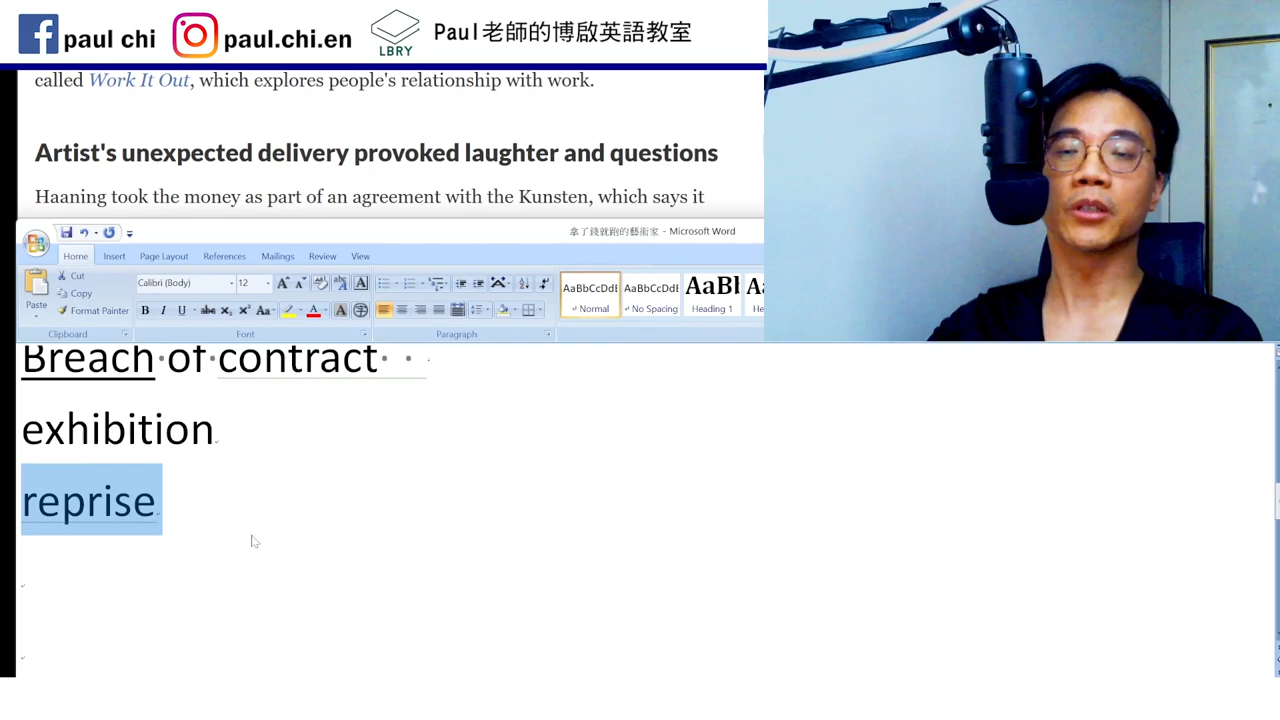 paul chi
paul.chi.en
LBRY
Paul老師的博啟英語教室
called Work It Out, which explores people's relationship with work.
Artist's unexpected delivery provoked laughter and questions
Haaning took the money as part of an agreement with the Kunsten, which says it
拿了錢就跑的藝術家 - Microsoft Word
Home Insert Page Layout References Mailings Review View
Paste
Cut
Copy
Format Painter
Clipboard
Calibri (Body) 12
Font
Paragraph
AaBbCcDdE AaBbCcDdE AaBbC
Normal No Spacing Heading 1
Breach of contract
exhibition
reprise